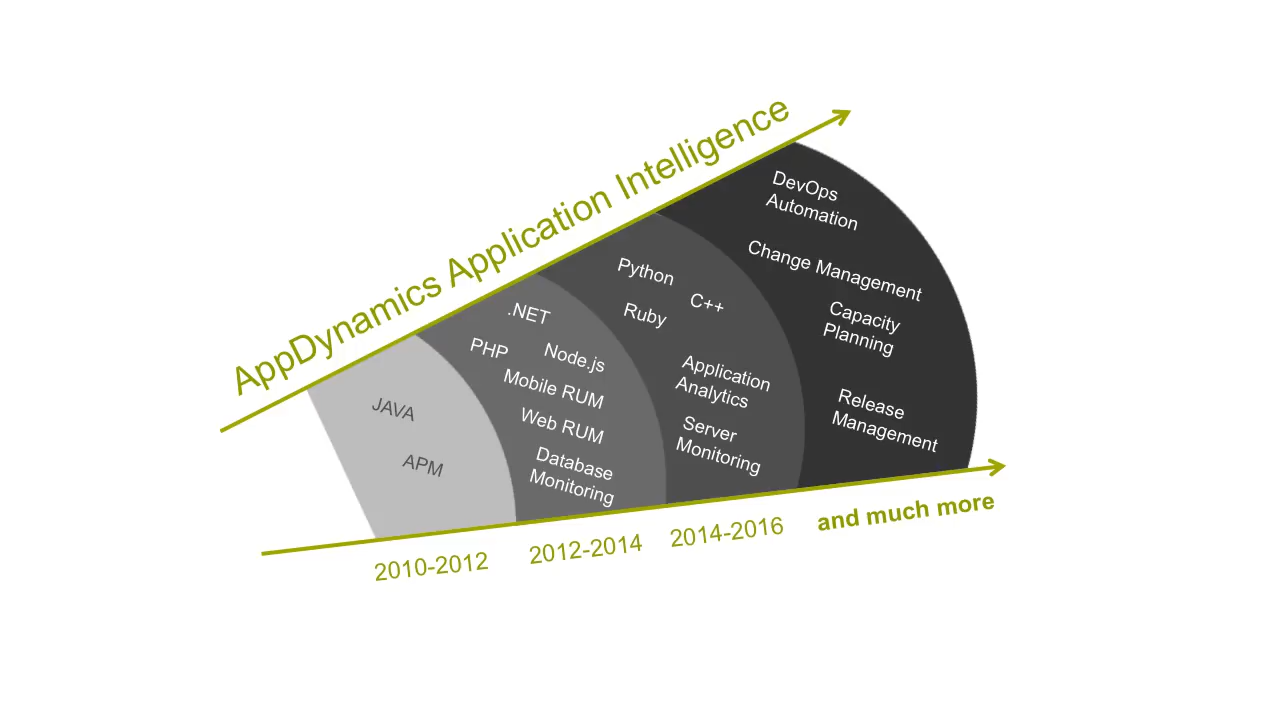 AppDynamics Application Intelligence
JAVA
APM
.NET
PHP
Node.js
Mobile RUM
Web RUM
Database
Monitoring
Python
C++
Ruby
Application
Analytics
Server
Monitoring
DevOps
Automation
Change Management
Capacity
Planning
Release
Management
2010-2012
2012-2014
2014-2016
and much more